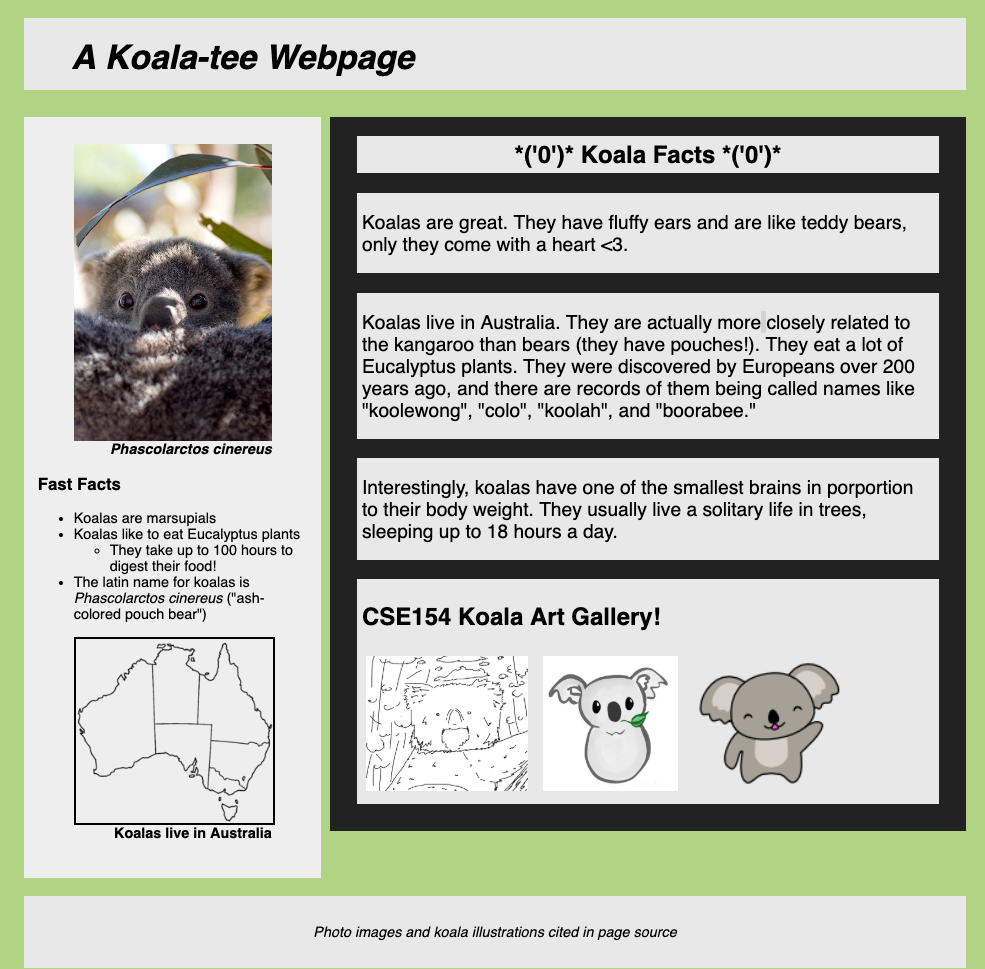 A Koala-tee Webpage
Phascolarctos cinereus
Fast Facts
Koalas are marsupials
Koalas like to eat Eucalyptus plants
They take up to 100 hours to
digest their food!
The latin name for koalas is
Phascolarctos cinereus ("ash-
colored pouch bear")
Koalas live in Australia
*('0')* Koala Facts *('0')*
Koalas are great. They have fluffy ears and are like teddy bears,
only they come with a heart <3.
Koalas live in Australia. They are actually more closely related to
the kangaroo than bears (they have pouches!). They eat a lot of
Eucalyptus plants. They were discovered by Europeans over 200
years ago, and there are records of them being called names like
"koolewong", "colo", "koolah", and "boorabee."
Interestingly, koalas have one of the smallest brains in porportion
to their body weight. They usually live a solitary life in trees,
sleeping up to 18 hours a day.
CSE154 Koala Art Gallery!
Photo images and koala illustrations cited in page source